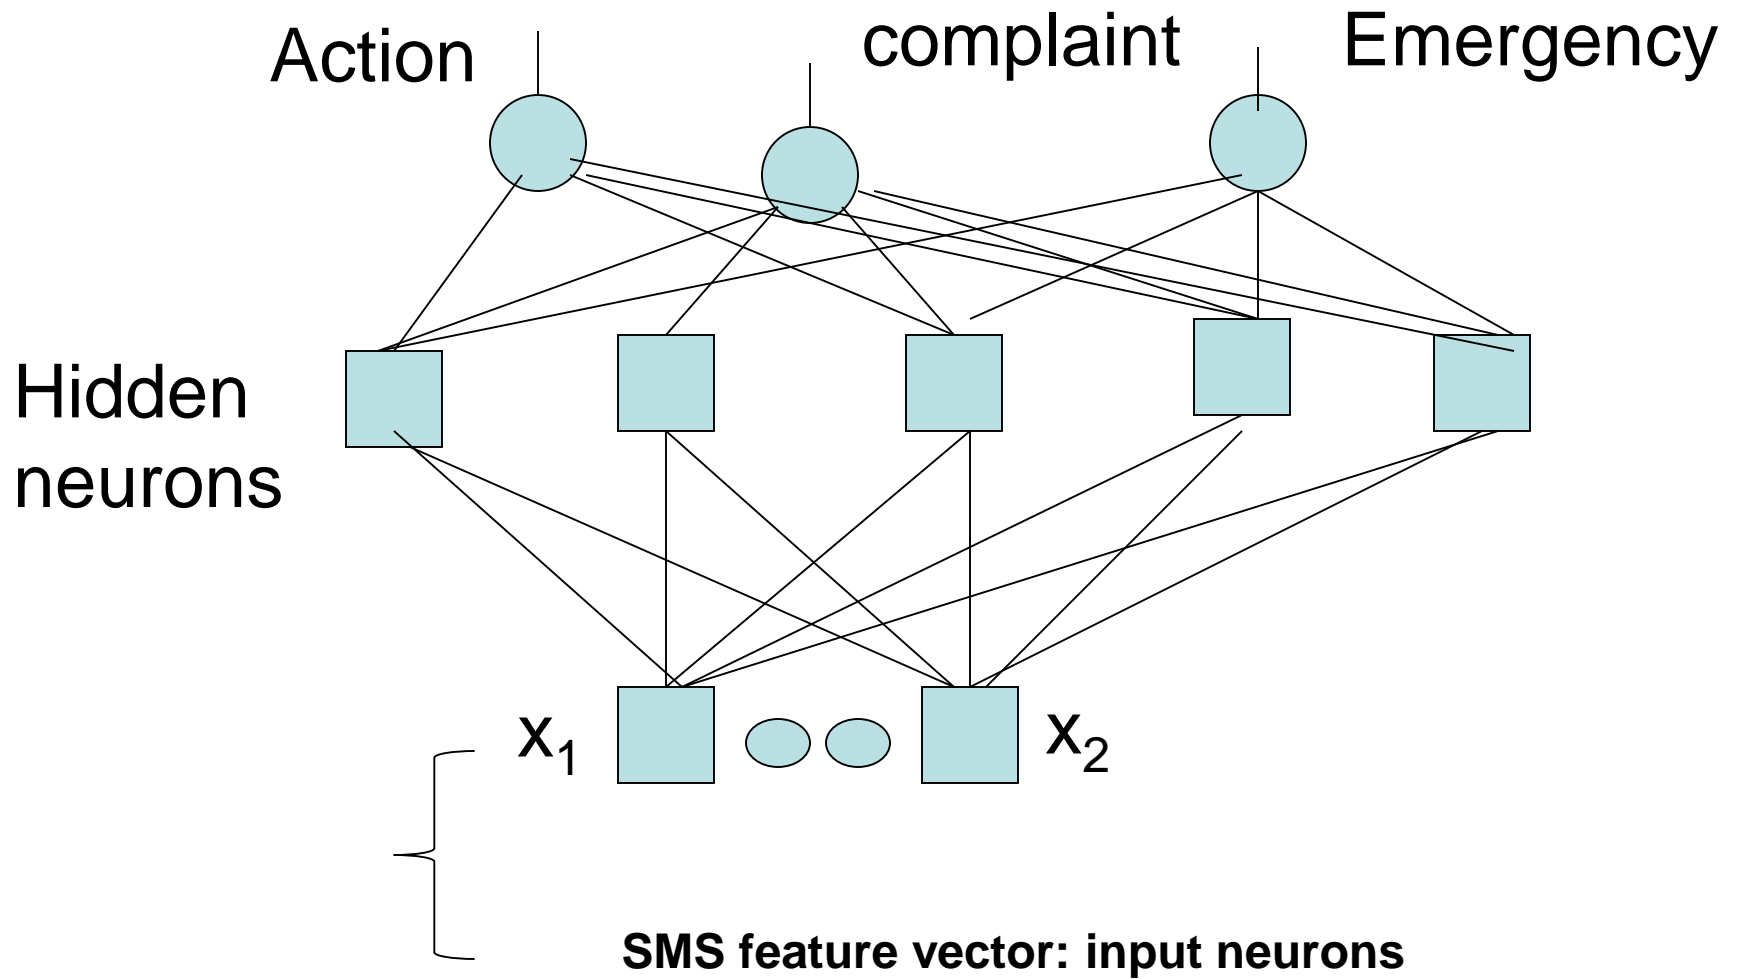 Action
complaint
Emergency
Hidden
neurons
x₁
x₂
SMS feature vector: input neurons